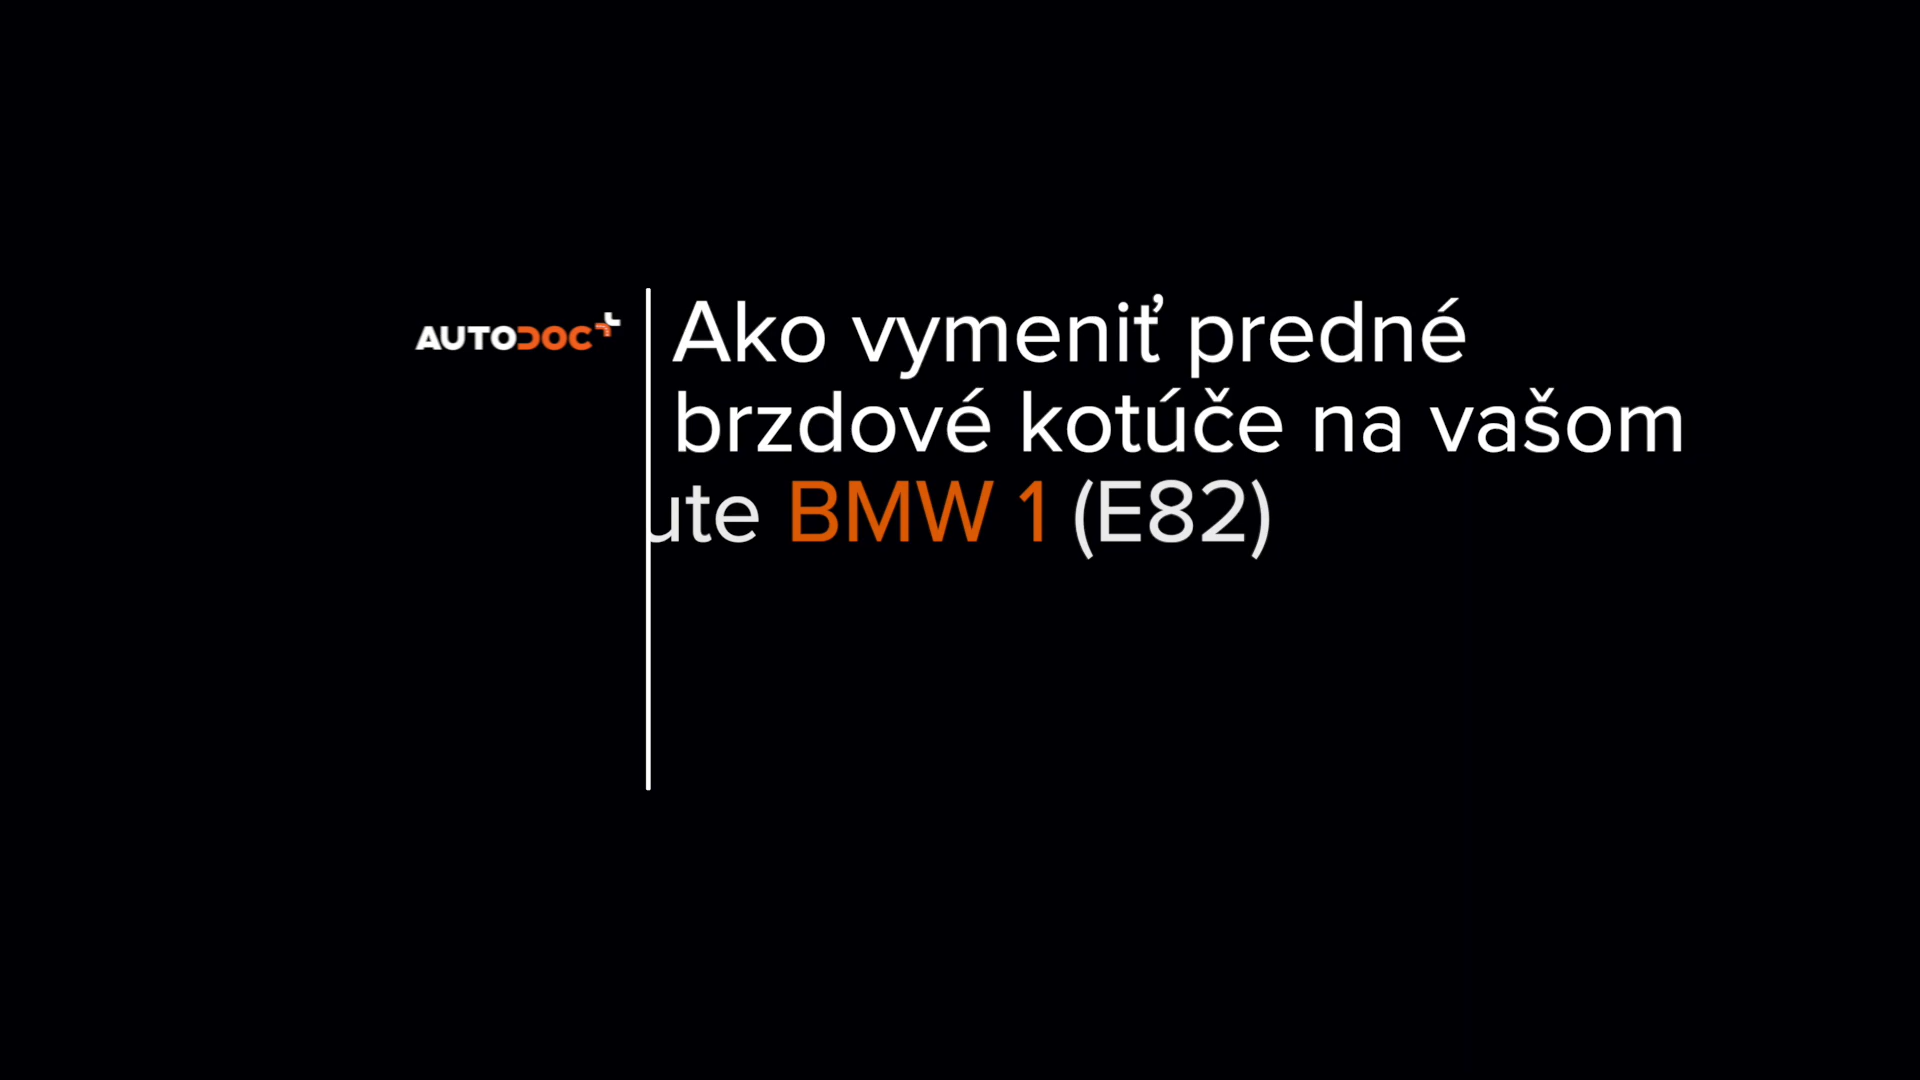 AUTODOC
Ako vymeniť predné
brzdové kotúče na vašom
ute BMW 1 (E82)